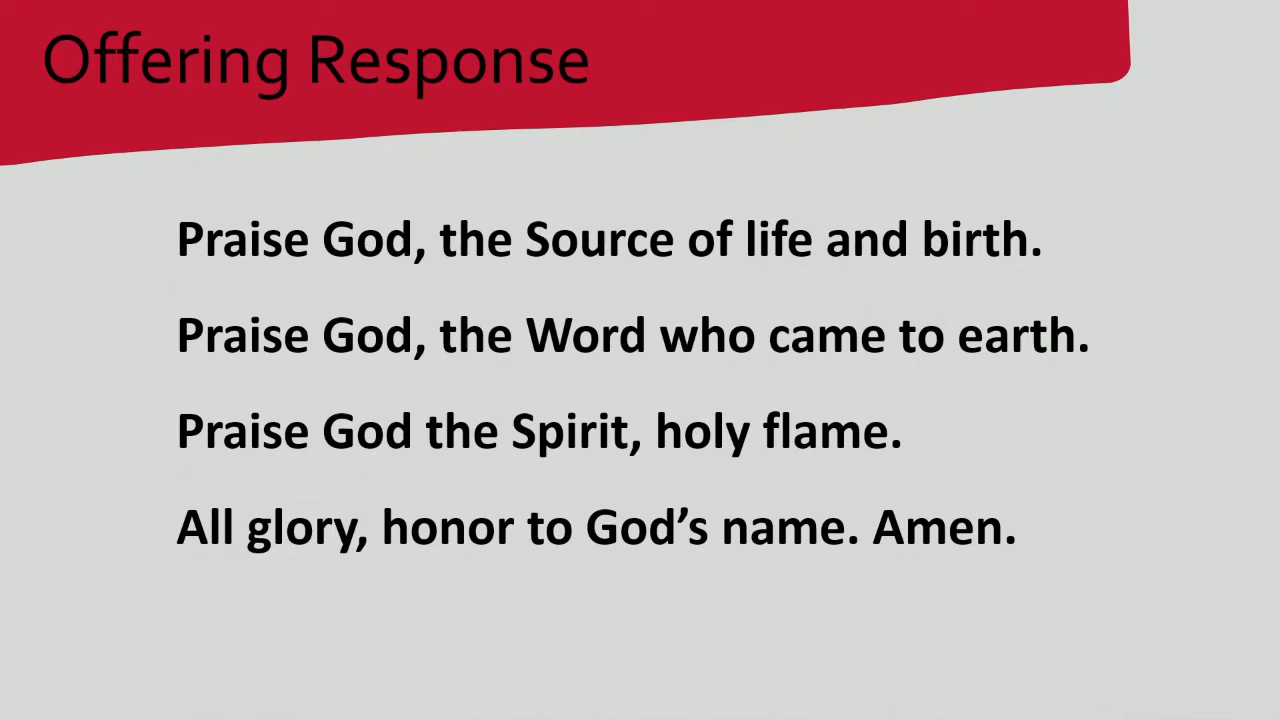 Offering Response
Praise God, the Source of life and birth.
Praise God, the Word who came to earth.
Praise God the Spirit, holy flame.
All glory, honor to God’s name. Amen.